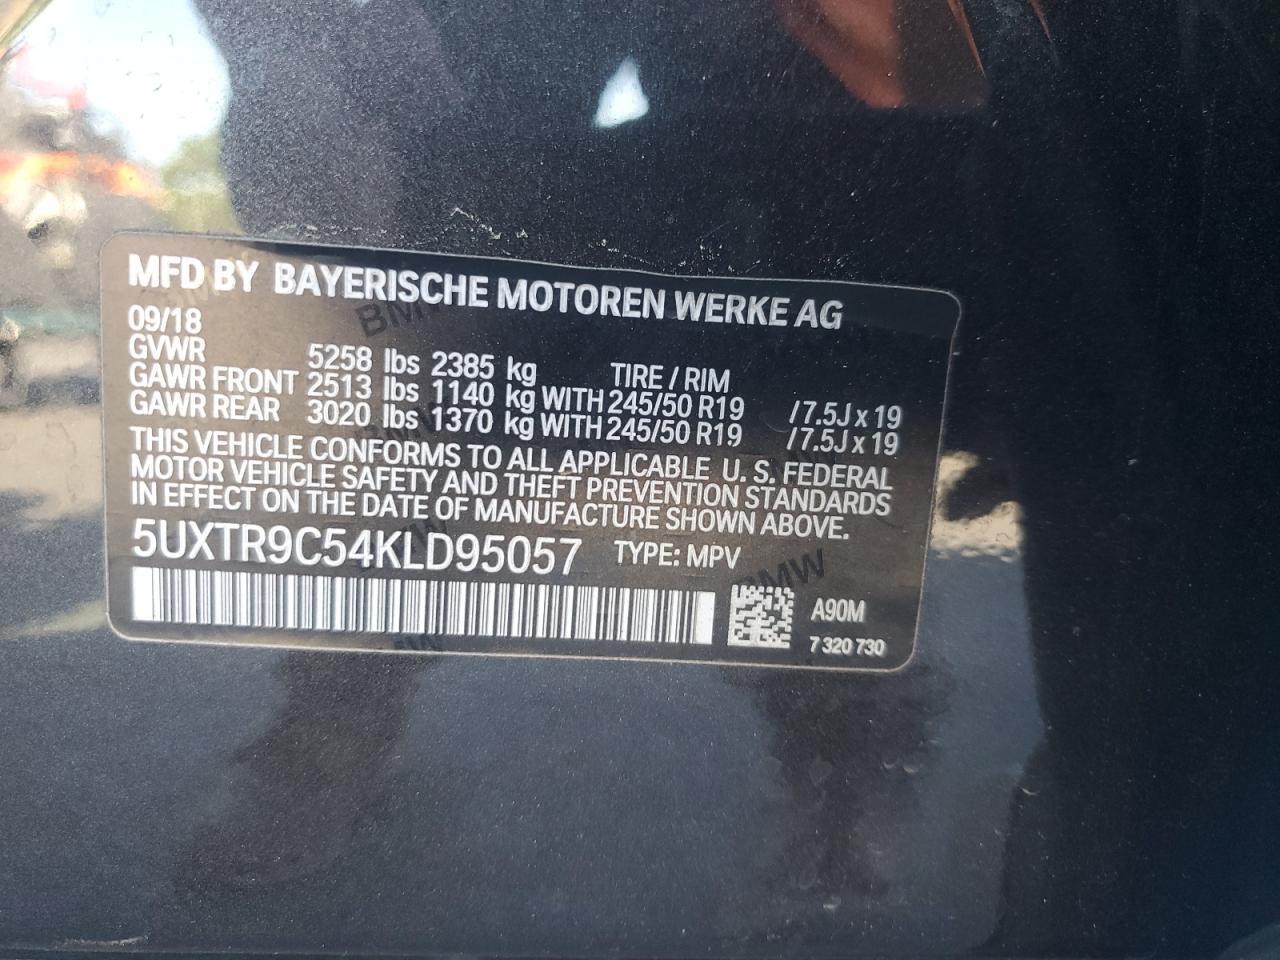 MFD BY BAYERISCHE MOTOREN WERKE AG
09/18
GVWR 5258 lbs 2385 kg TIRE / RIM
GAWR FRONT 2513 lbs 1140 kg WITH 245/50 R19 /7.5J x 19
GAWR REAR 3020 lbs 1370 kg WITH 245/50 R19 /7.5J x 19
THIS VEHICLE CONFORMS TO ALL APPLICABLE U. S. FEDERAL
MOTOR VEHICLE SAFETY AND THEFT PREVENTION STANDARDS
IN EFFECT ON THE DATE OF MANUFACTURE SHOWN ABOVE.
5UXTR9C54KLD95057 TYPE: MPV
A90M
7 320 730